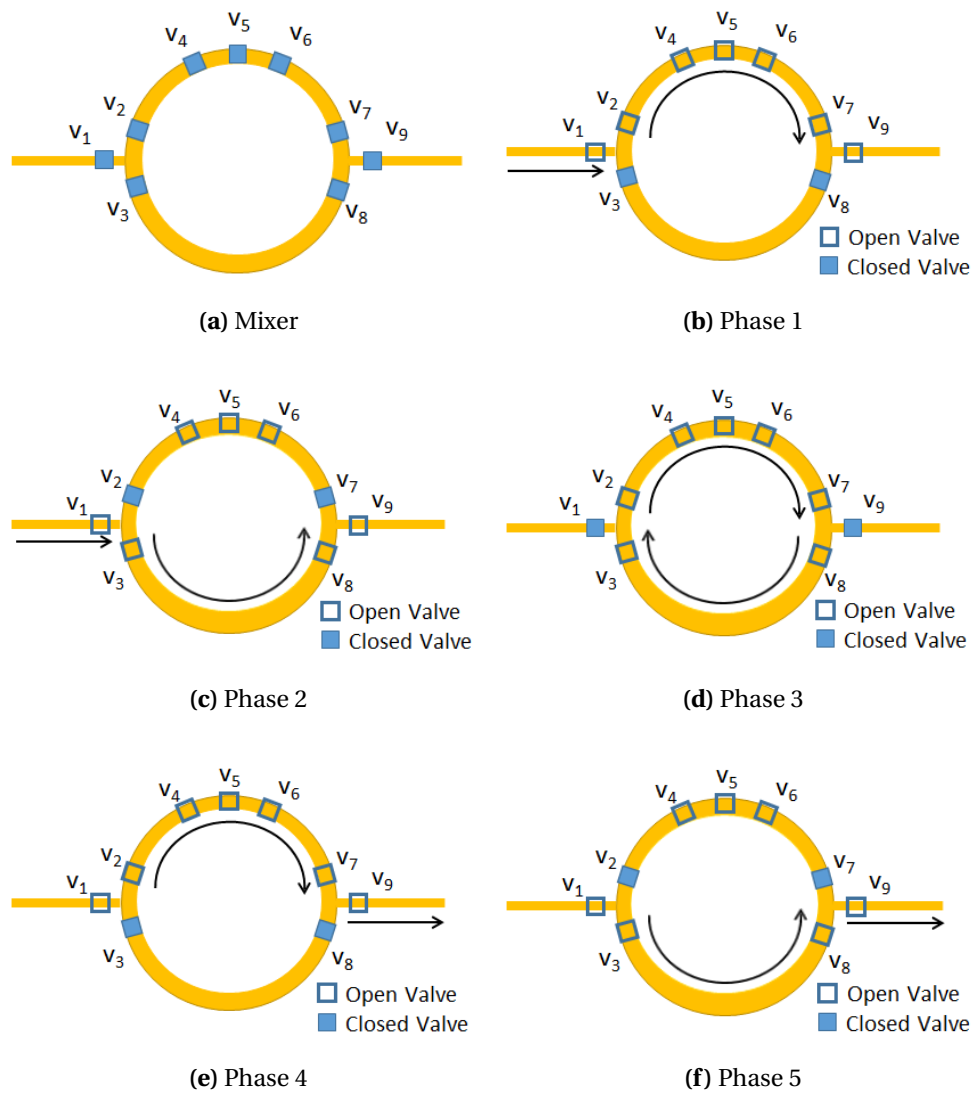 v5
v4 v6
v2 v7
v1 v9
v3 v8
(a) Mixer
v5
v4 v6
v2 v7
v1 v9
v3 v8
Open Valve
Closed Valve
(b) Phase 1
v5
v4 v6
v2 v7
v1 v9
v3 v8
Open Valve
Closed Valve
(c) Phase 2
v5
v4 v6
v2 v7
v1 v9
v3 v8
Open Valve
Closed Valve
(d) Phase 3
v5
v4 v6
v2 v7
v1 v9
v3 v8
Open Valve
Closed Valve
(e) Phase 4
v5
v4 v6
v2 v7
v1 v9
v3 v8
Open Valve
Closed Valve
(f) Phase 5